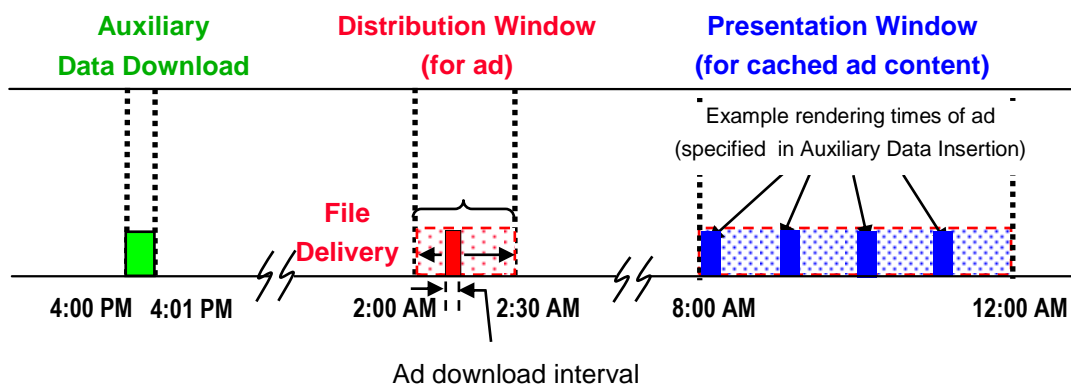 Auxiliary
Data Download
Distribution Window
(for ad)
Presentation Window
(for cached ad content)
Example rendering times of ad
(specified in Auxiliary Data Insertion)
File
Delivery
4:00 PM
4:01 PM
2:00 AM
2:30 AM
8:00 AM
12:00 AM
Ad download interval